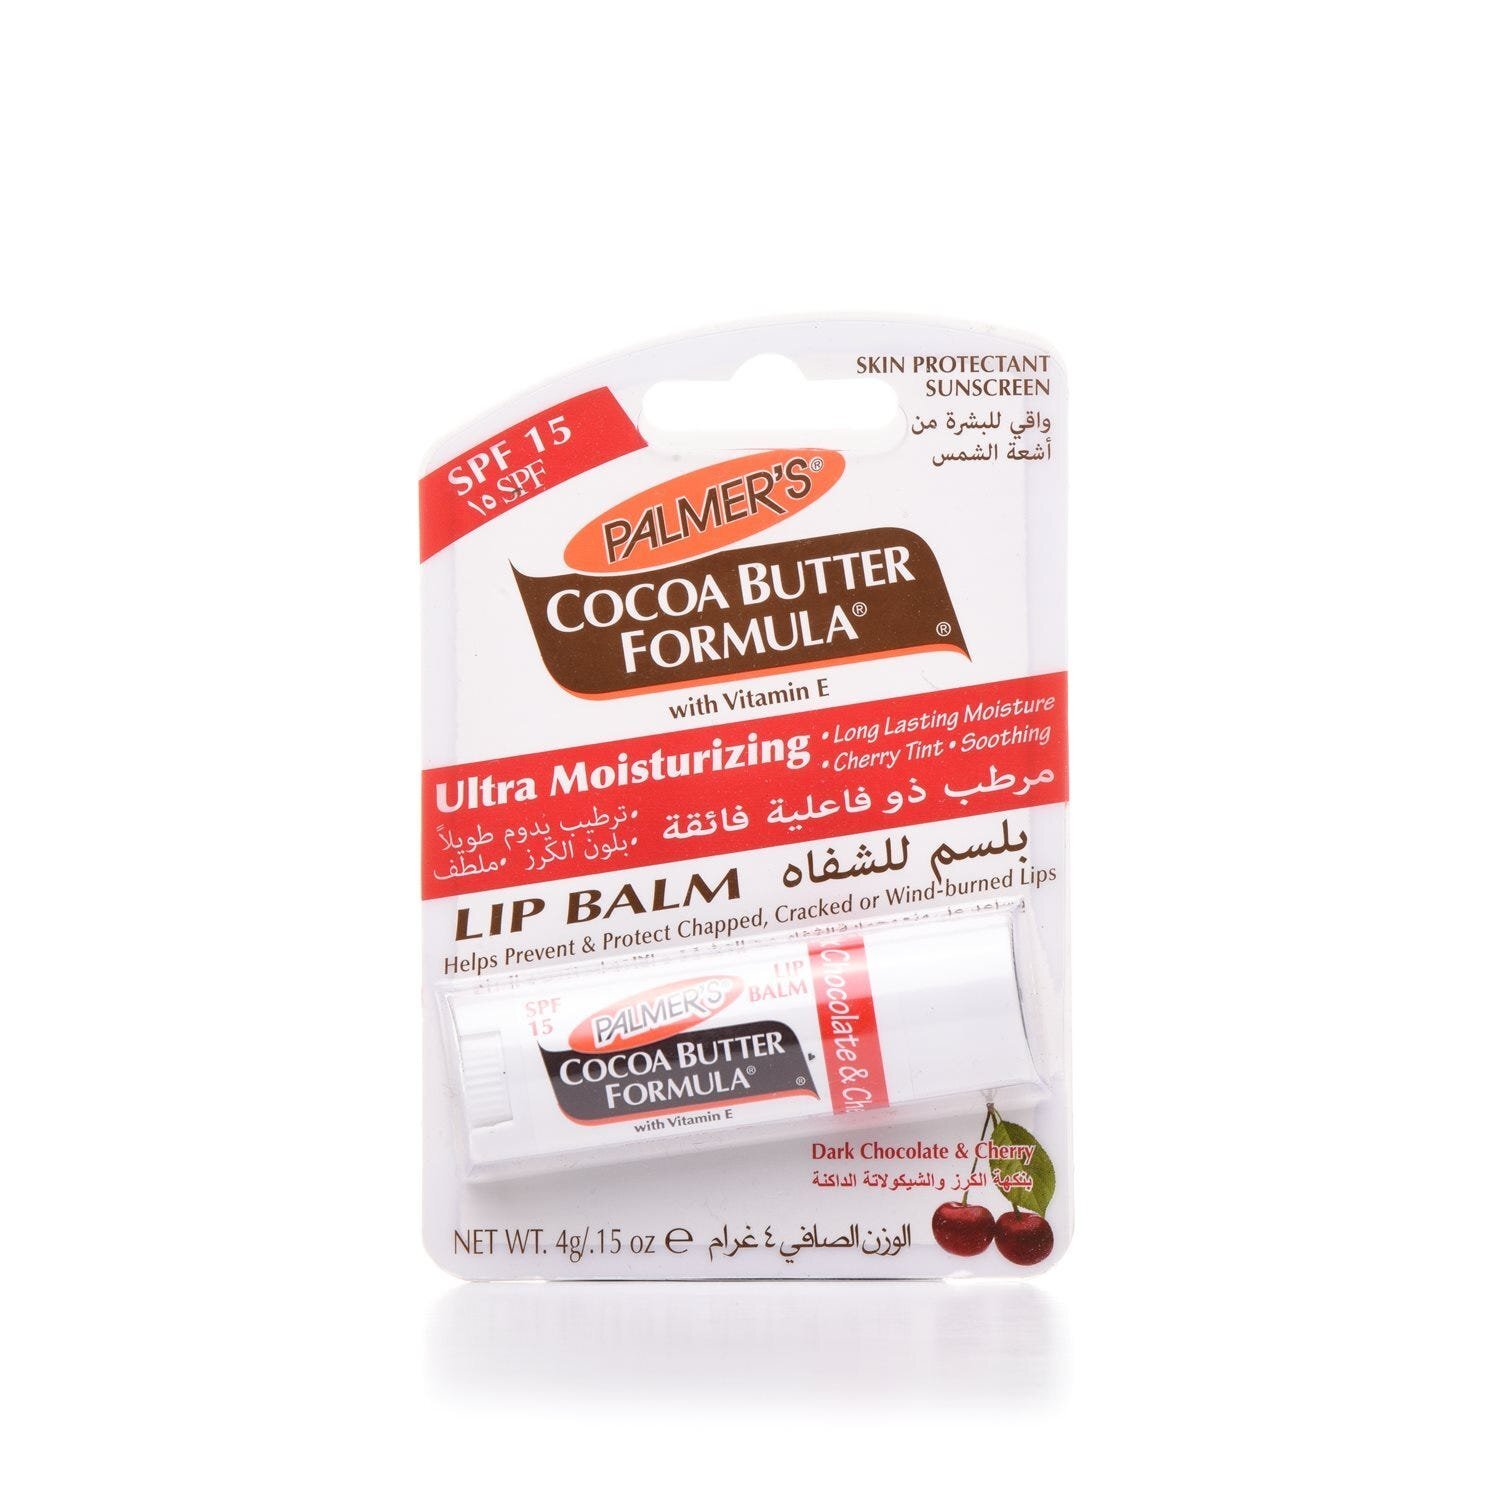 SKIN PROTECTANT
SUNSCREEN
واقي للبشرة من
أشعة الشمس
SPF 15
١٥ SPF
PALMER'S®
COCOA BUTTER
FORMULA®
®
with Vitamin E
Ultra Moisturizing
• Long Lasting Moisture
• Cherry Tint • Soothing
مرطب ذو فاعلية فائقة
•ترطيب يدوم طويلاً
•بلون الكرز •ملطف
LIP BALM بلسم للشفاه
Helps Prevent & Protect Chapped, Cracked or Wind-burned Lips
SPF
15
PALMER'S®
LIP
BALM
COCOA BUTTER
FORMULA®
®
with Vitamin E
Chocolate &
Dark Chocolate & Cherry
بنكهة الكرز والشيكولاتة الداكنة
NET WT. 4g/.15 oz ℮ الوزن الصافي ٤ غرام